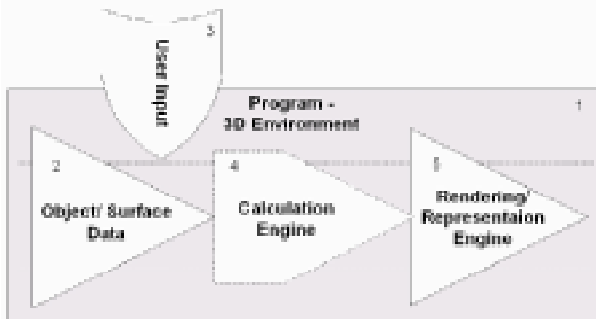 3
User Input
Program -
3D Environment
1
2
Object/ Surface
Data
4
Calculation
Engine
5
Rendering/
Representaion
Engine